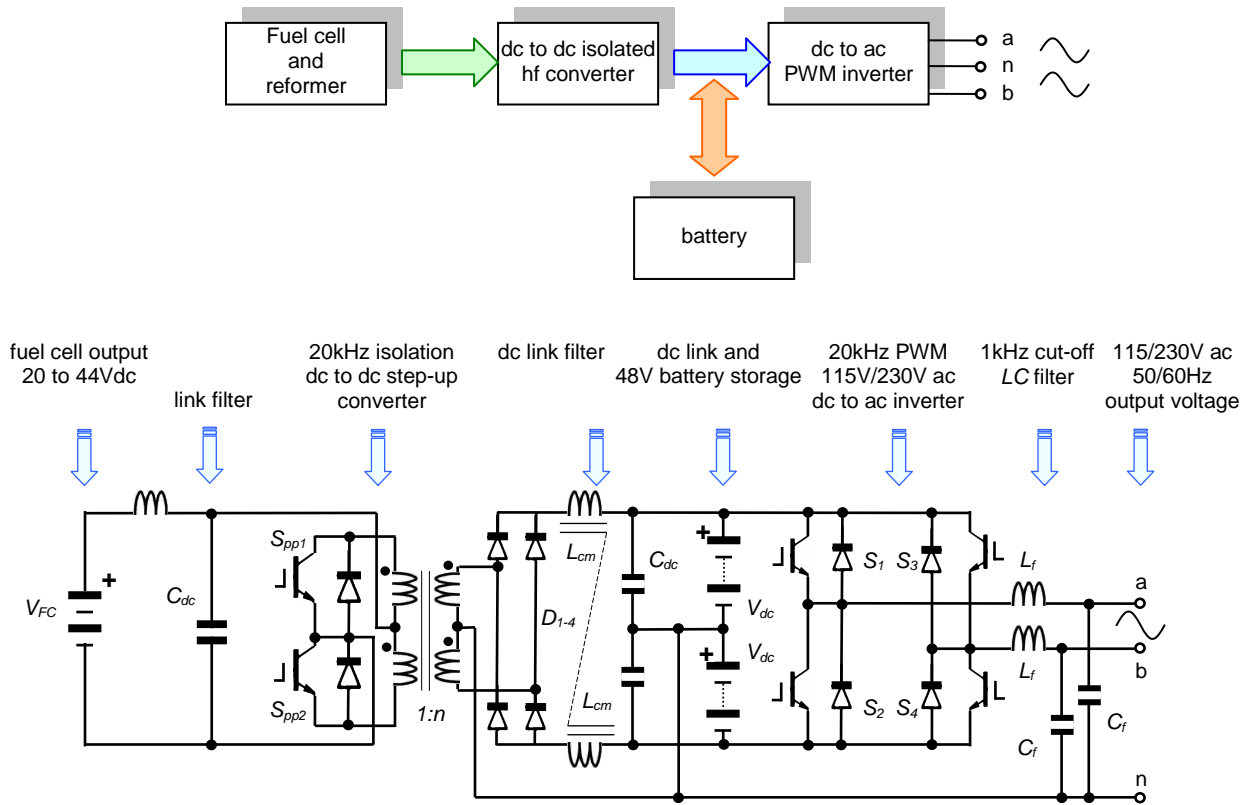 Fuel cell
and
reformer
dc to dc isolated
hf converter
dc to ac
PWM inverter
a
n
b
battery
fuel cell output
20 to 44Vdc
link filter
20kHz isolation
dc to dc step-up
converter
dc link filter
dc link and
48V battery storage
20kHz PWM
115V/230V ac
dc to ac inverter
1kHz cut-off
LC filter
115/230V ac
50/60Hz
output voltage
Spp1
Lcm
Cdc
+
S1
S3
Lf
a
+
VFC
Cdc
D1-4
Vdc
Vdc
+
Lf
b
Spp2
1:n
Lcm
S2
S4
Cf
Cf
n